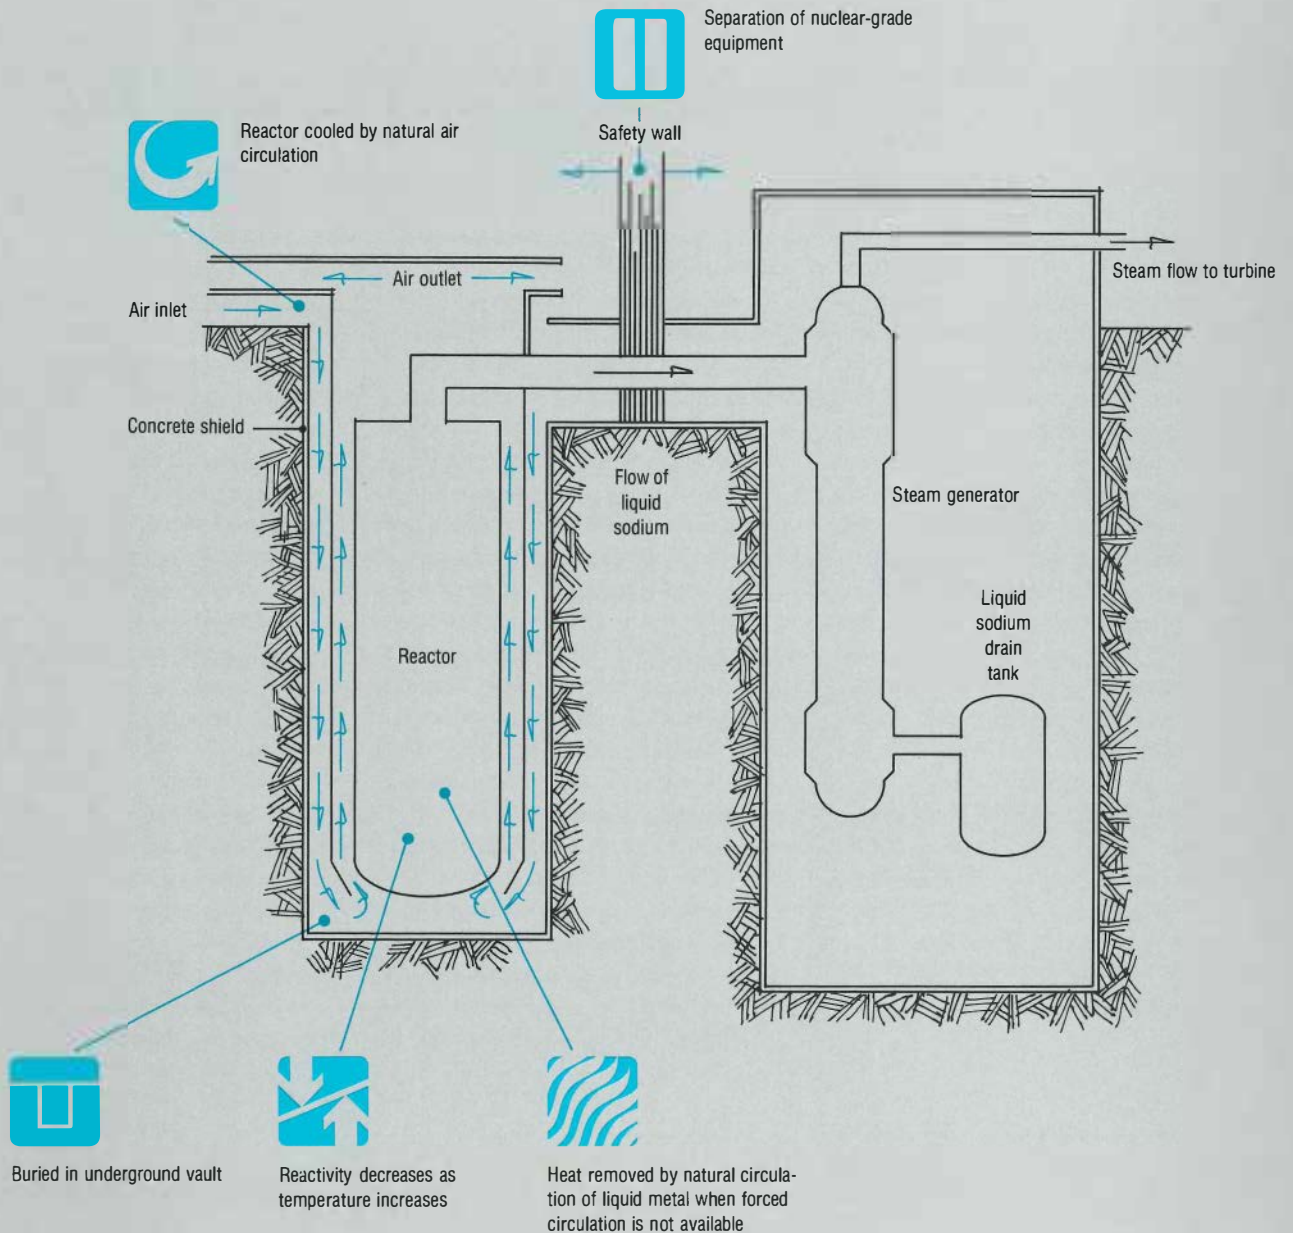 Separation of nuclear-grade
equipment
Reactor cooled by natural air
circulation
Safety wall
Air outlet
Steam flow to turbine
Air inlet
Concrete shield
Flow of
liquid
sodium
Steam generator
Liquid
sodium
drain
tank
Reactor
Buried in underground vault
Reactivity decreases as
temperature increases
Heat removed by natural circula-
tion of liquid metal when forced
circulation is not available